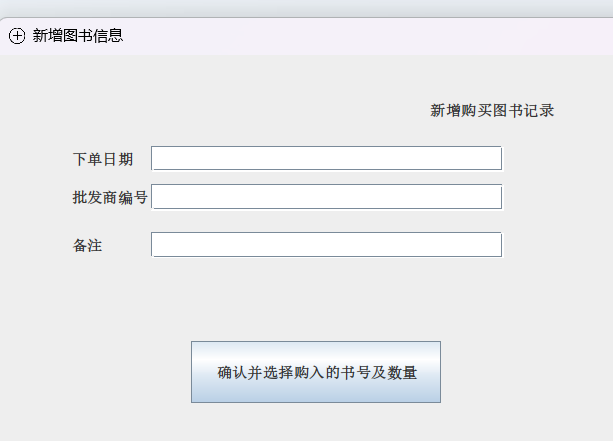 新增图书信息
新增购买图书记录
下单日期
批发商编号
备注
确认并选择购入的书号及数量